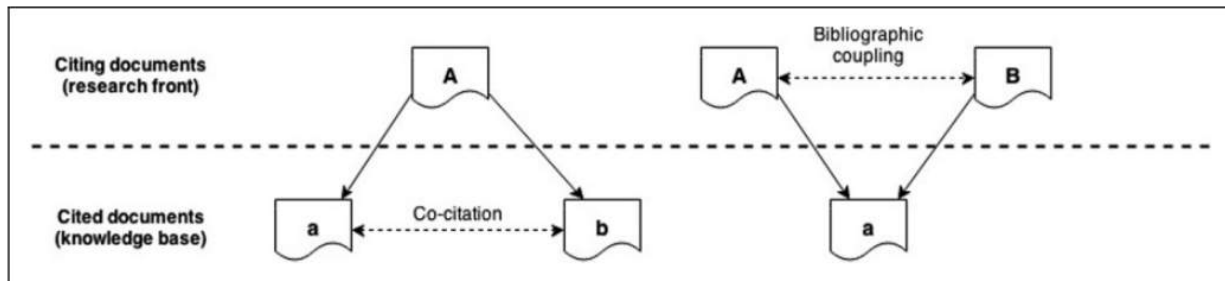 Citing documents
(research front)
A
A
Bibliographic
coupling
B
Cited documents
(knowledge base)
a
Co-citation
b
a